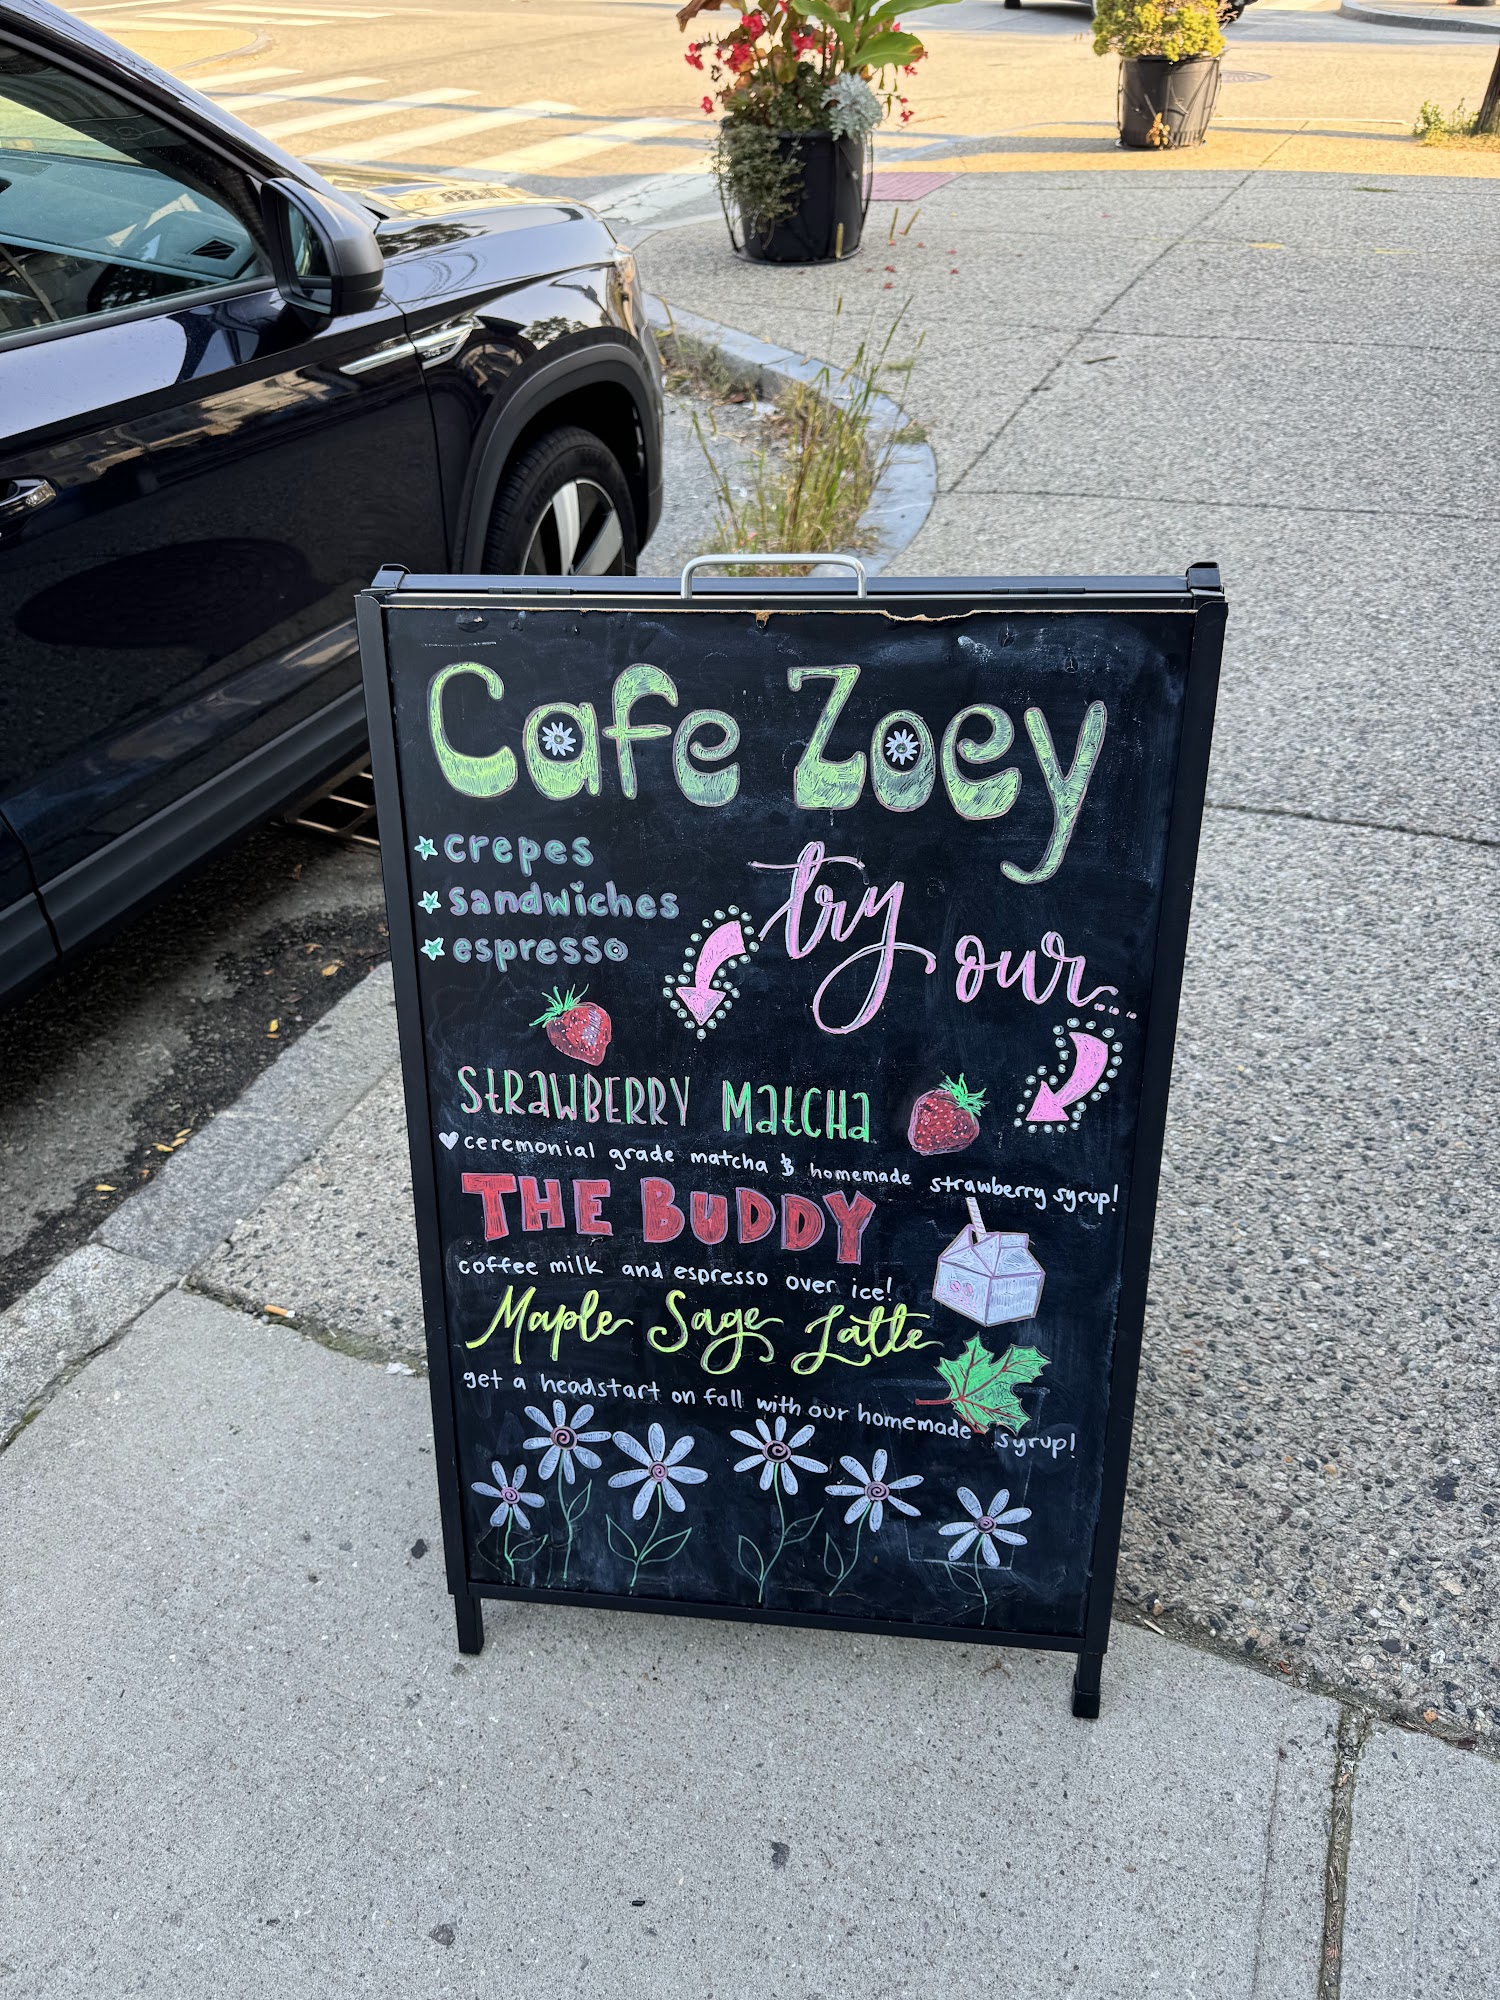 Cafe Zoey
crepes
sandwiches
espresso
try our....
STRAWBERRY MATCHA
ceremonial grade matcha & homemade strawberry syrup!
THE BUDDY
coffee milk and espresso over ice!
Maple Sage Latte
get a headstart on fall with our homemade syrup!